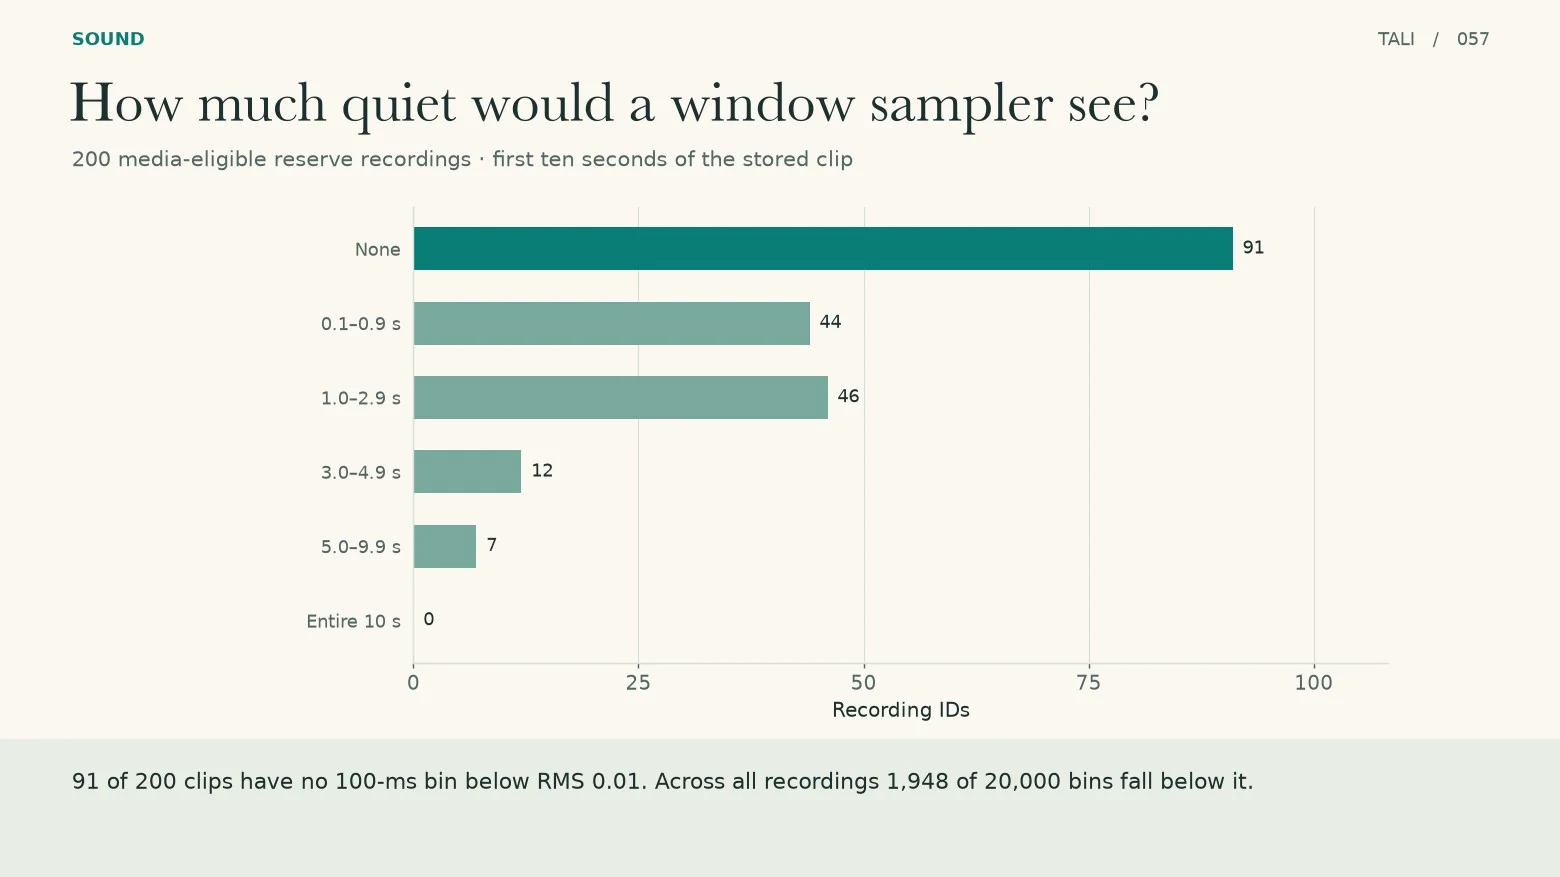 SOUND
TALI / 057
How much quiet would a window sampler see?
200 media-eligible reserve recordings · first ten seconds of the stored clip
None
91
0.1–0.9 s
44
1.0–2.9 s
46
3.0–4.9 s
12
5.0–9.9 s
7
Entire 10 s
0
0 25 50 75 100
Recording IDs
91 of 200 clips have no 100-ms bin below RMS 0.01. Across all recordings 1,948 of 20,000 bins fall below it.